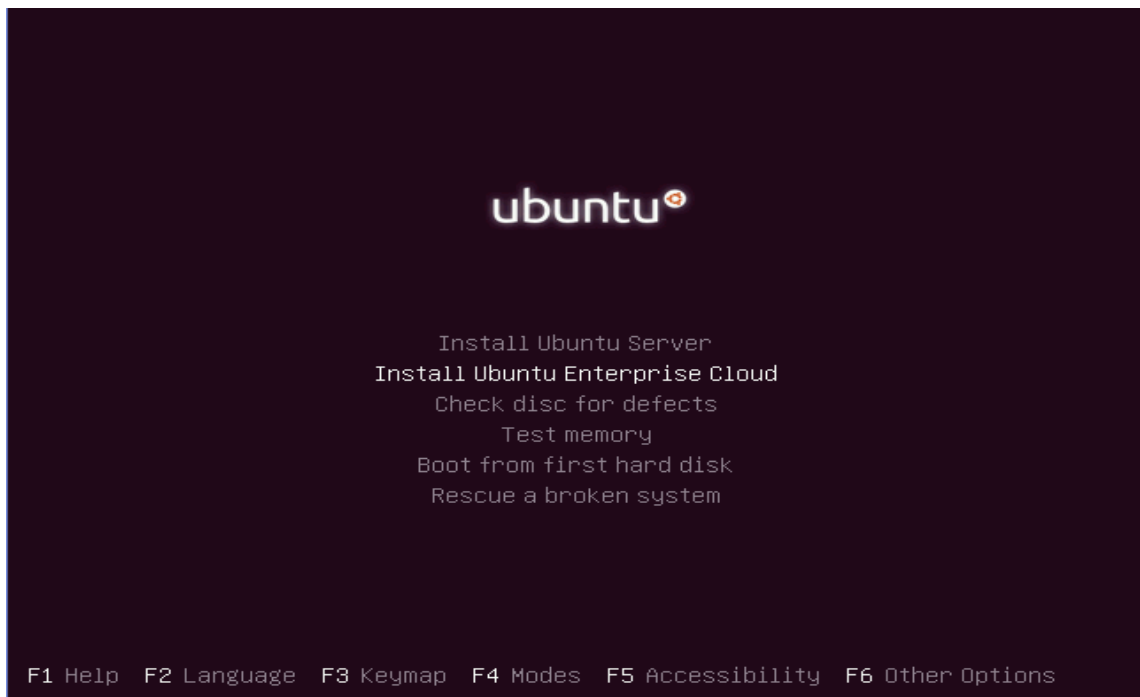 ubuntu
Install Ubuntu Server
Install Ubuntu Enterprise Cloud
Check disc for defects
Test memory
Boot from first hard disk
Rescue a broken system
F1 Help F2 Language F3 Keymap F4 Modes F5 Accessibility F6 Other Options